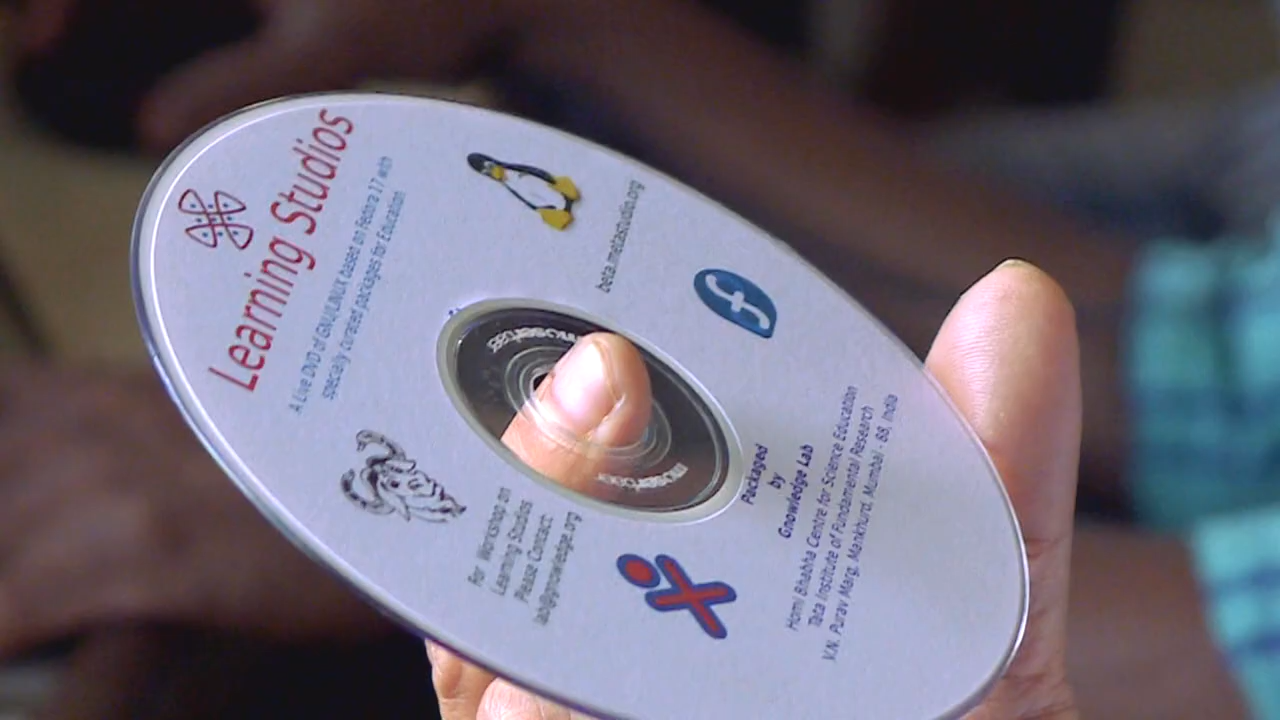 Learning Studios
A Live DVD of GNU/LINUX based on Fedora 17 with
specially curated packages for Education
beta.metastudio.org
For Workshop on
Learning Studios
Please Contact:
lab@gnowledge.org
Packaged
by
Gnowledge Lab
Homi Bhabha Centre for Science Education
Tata Institute of Fundamental Research
V.N. Purav Marg, Mankhurd, Mumbai - 88, India
moserbaer